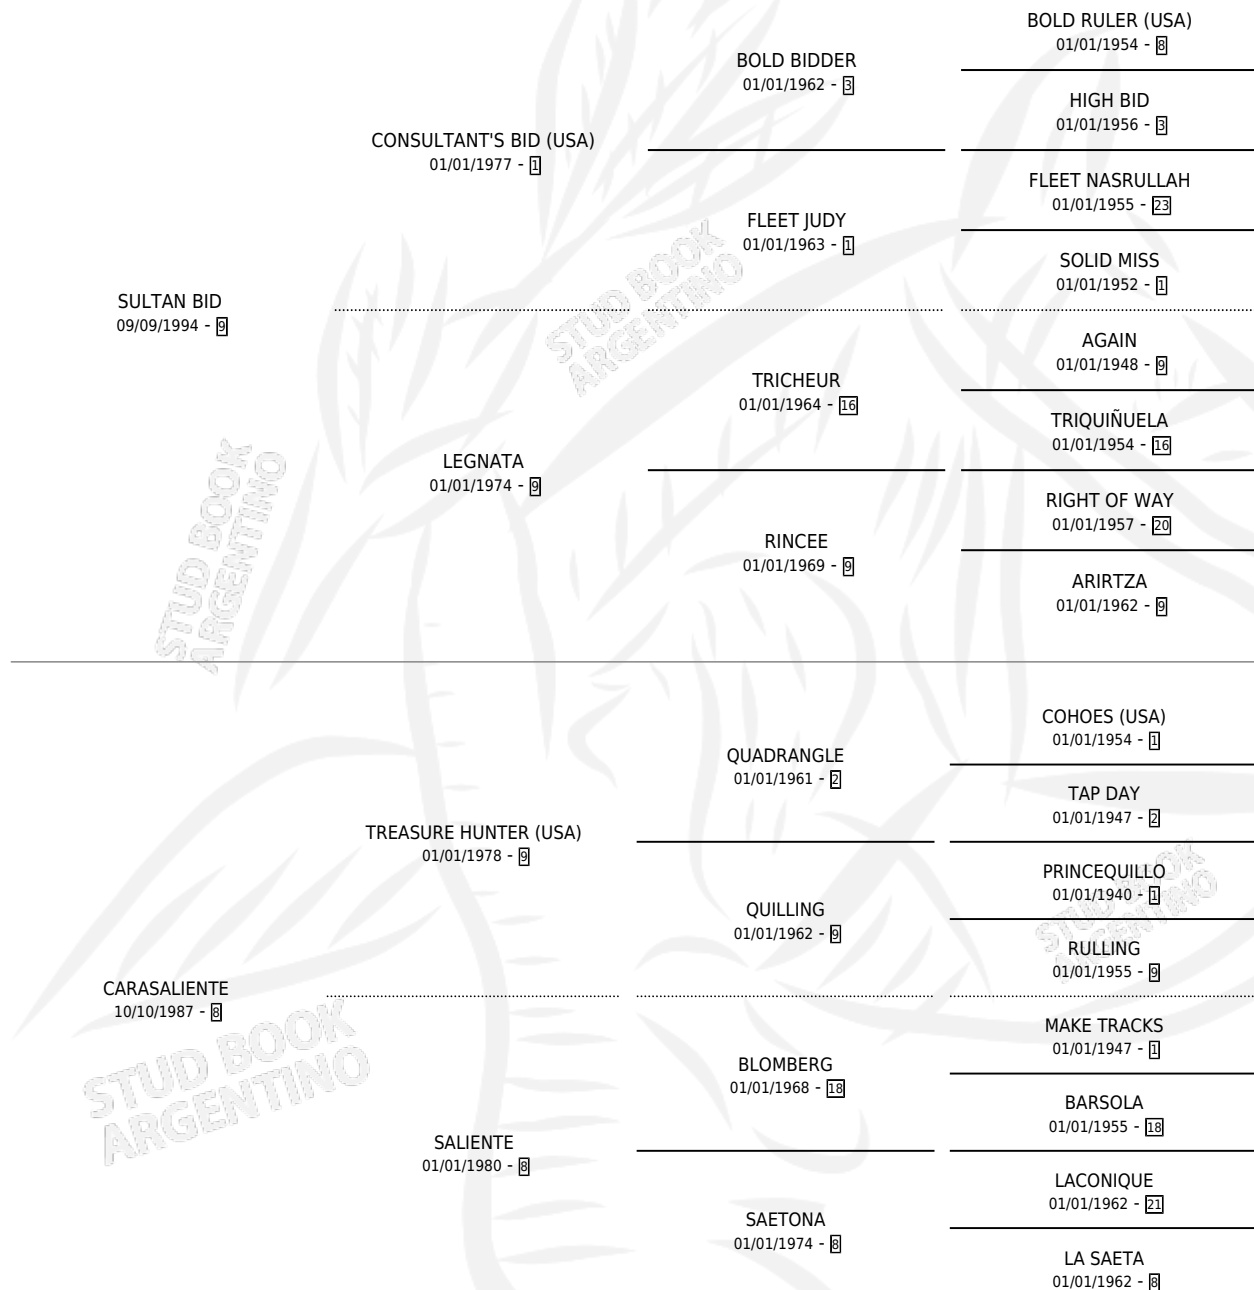 BOLD RULER (USA)
01/01/1954 - 8
BOLD BIDDER
01/01/1962 - 3
HIGH BID
01/01/1956 - 3
CONSULTANT'S BID (USA)
01/01/1977 - 1
FLEET NASRULLAH
01/01/1955 - 23
FLEET JUDY
01/01/1963 - 1
SOLID MISS
01/01/1952 - 1
SULTAN BID
09/09/1994 - 9
AGAIN
01/01/1948 - 9
TRICHEUR
01/01/1964 - 16
TRIQUIÑUELA
01/01/1954 - 16
LEGNATA
01/01/1974 - 9
RIGHT OF WAY
01/01/1957 - 20
RINCEE
01/01/1969 - 9
ARIRTZA
01/01/1962 - 9
COHOES (USA)
01/01/1954 - 1
QUADRANGLE
01/01/1961 - 2
TAP DAY
01/01/1947 - 2
TREASURE HUNTER (USA)
01/01/1978 - 9
PRINCEQUILLO
01/01/1940 - 1
QUILLING
01/01/1962 - 9
RULLING
01/01/1955 - 9
CARASALIENTE
10/10/1987 - 8
MAKE TRACKS
01/01/1947 - 1
BLOMBERG
01/01/1968 - 18
BARSOLA
01/01/1955 - 18
SALIENTE
01/01/1980 - 8
LACONIQUE
01/01/1962 - 21
SAETONA
01/01/1974 - 8
LA SAETA
01/01/1962 - 8
STUD BOOK
ARGENTINO
STUD BOOK
ARGENTINO
STUD BOOK
ARGENTINO
STUD BOOK
ARGENTINO